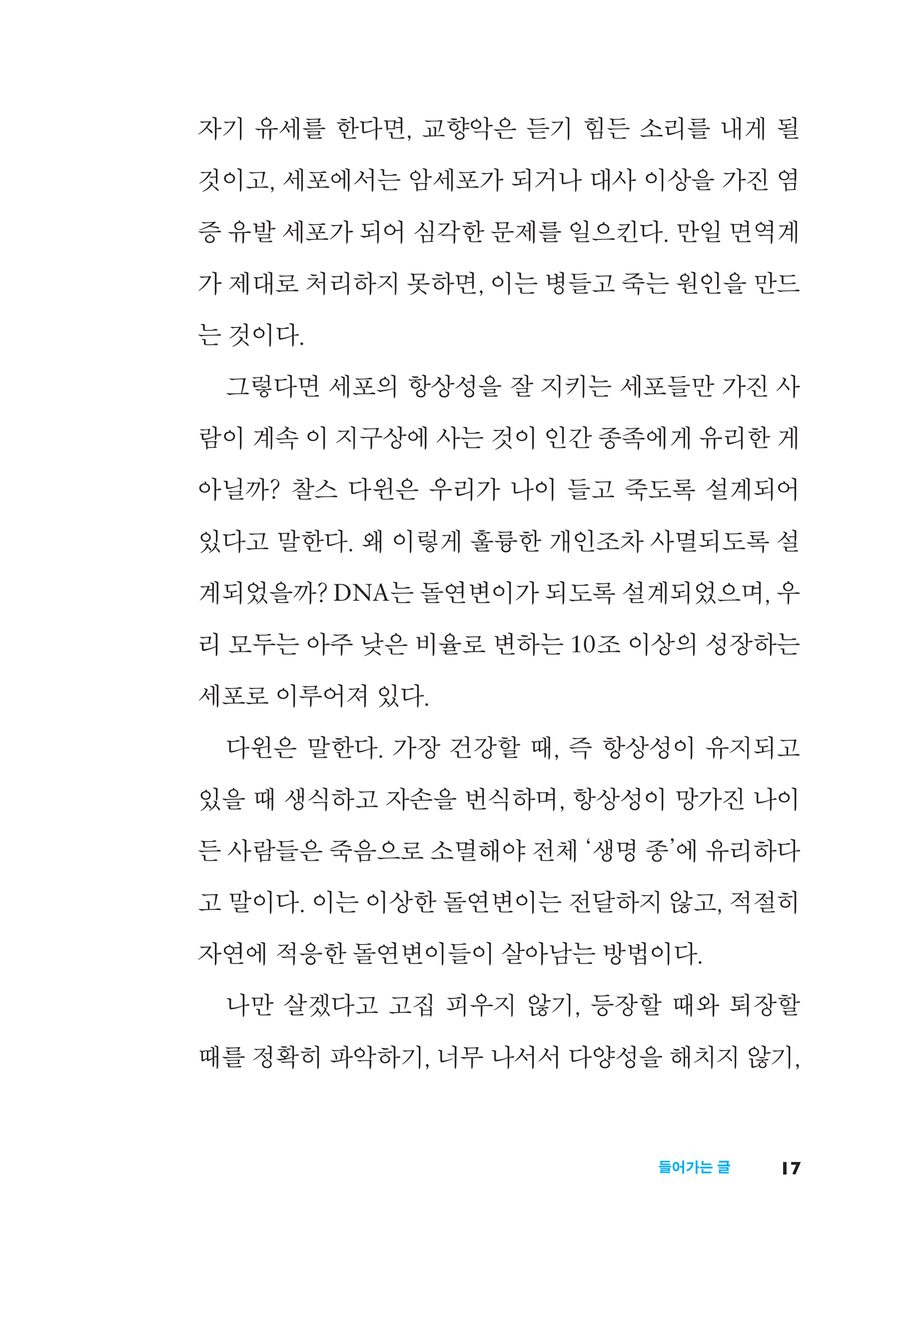 자기 유세를 한다면, 교향악은 듣기 힘든 소리를 내게 될
것이고, 세포에서는 암세포가 되거나 대사 이상을 가진 염
증 유발 세포가 되어 심각한 문제를 일으킨다. 만일 면역계
가 제대로 처리하지 못하면, 이는 병들고 죽는 원인을 만드
는 것이다.
그렇다면 세포의 항상성을 잘 지키는 세포들만 가진 사
람이 계속 이 지구상에 사는 것이 인간 종족에게 유리한 게
아닐까? 찰스 다윈은 우리가 나이 들고 죽도록 설계되어
있다고 말한다. 왜 이렇게 훌륭한 개인조차 사멸되도록 설
계되었을까? DNA는 돌연변이가 되도록 설계되었으며, 우
리 모두는 아주 낮은 비율로 변하는 10조 이상의 성장하는
세포로 이루어져 있다.
다윈은 말한다. 가장 건강할 때, 즉 항상성이 유지되고
있을 때 생식하고 자손을 번식하며, 항상성이 망가진 나이
든 사람들은 죽음으로 소멸해야 전체 ‘생명 종’에 유리하다
고 말이다. 이는 이상한 돌연변이는 전달하지 않고, 적절히
자연에 적응한 돌연변이들이 살아남는 방법이다.
나만 살겠다고 고집 피우지 않기, 등장할 때와 퇴장할
때를 정확히 파악하기, 너무 나서서 다양성을 해치지 않기,
들어가는 글 17